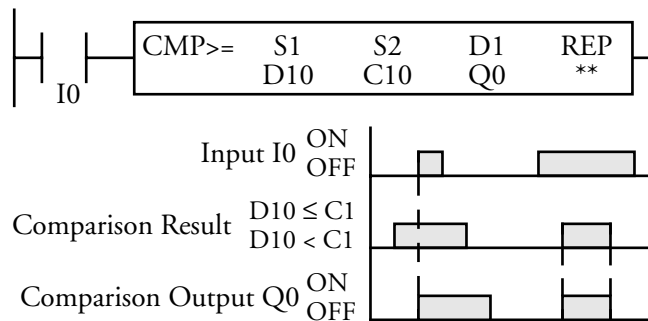 CMP>= S1 S2 D1 REP
D10 C10 Q0 **
I0
Input I0 ON
OFF
Comparison Result D10 ≤ C1
D10 < C1
Comparison Output Q0 ON
OFF